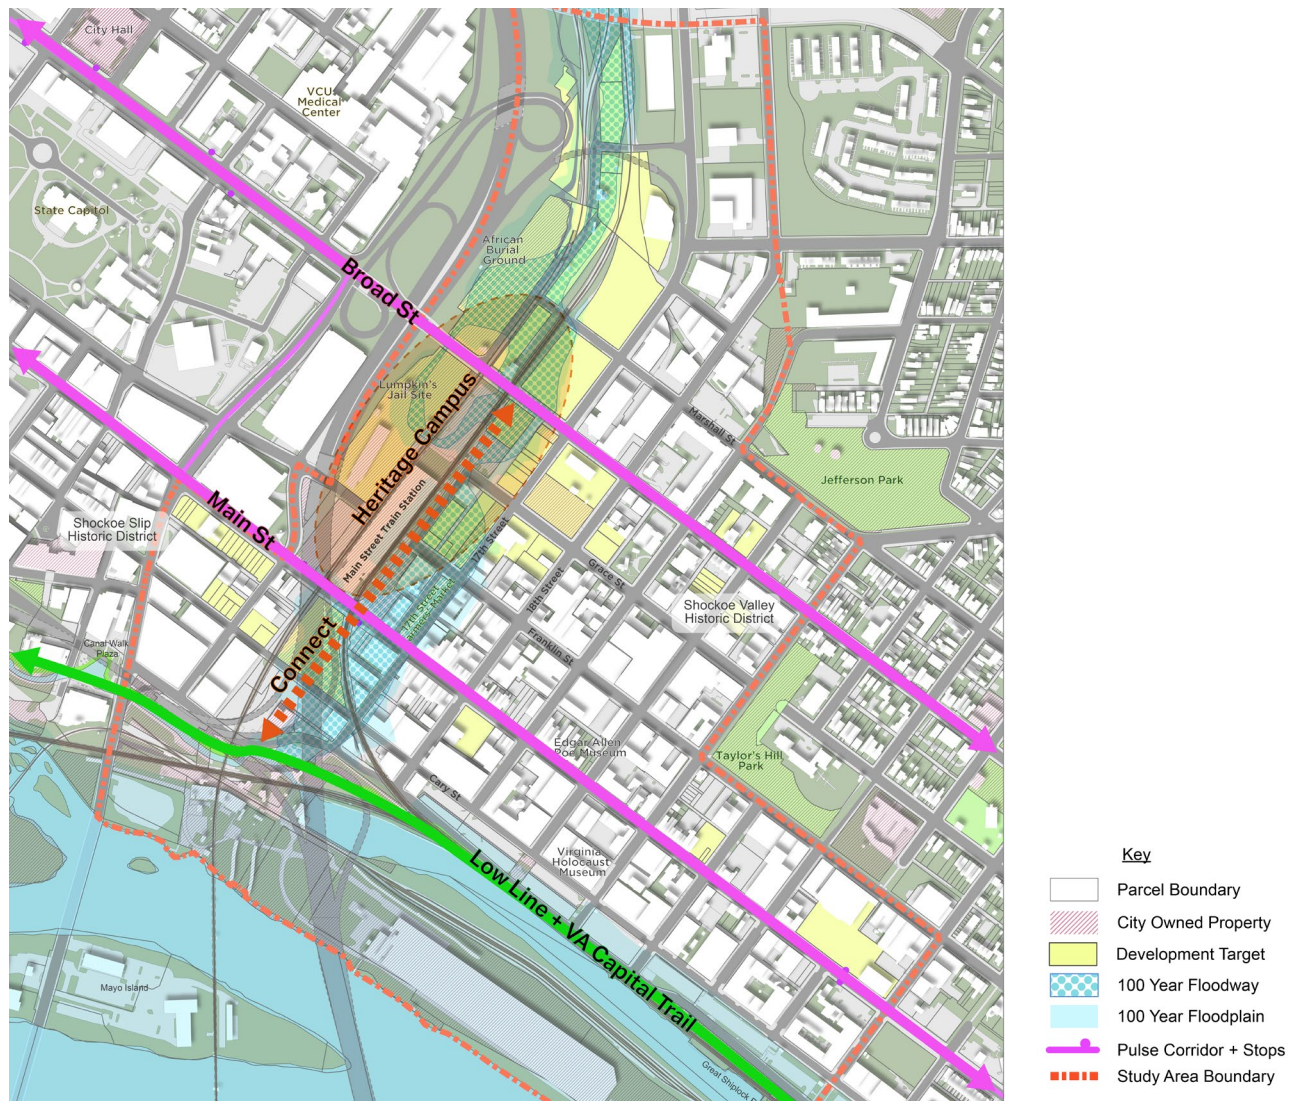 City Hall
VCU
Medical
Center
State Capitol
African
Burial
Ground
Broad St
Lumpkin's
Jail Site
Heritage Campus
Marshall St
Jefferson Park
Main St
Shockoe Slip
Historic District
Main Street Train Station
17th Street
Grace St
18th Street
Shockoe Valley
Historic District
17th Street
Franklin St
Connect
Canal Walk
Plaza
Edgar Allen
Poe Museum
Taylor's Hill
Park
Cary St
Virginia
Holocaust
Museum
Low Line + VA Capital Trail
Mayo Island
Great Shiplock
Key
Parcel Boundary
City Owned Property
Development Target
100 Year Floodway
100 Year Floodplain
Pulse Corridor + Stops
Study Area Boundary